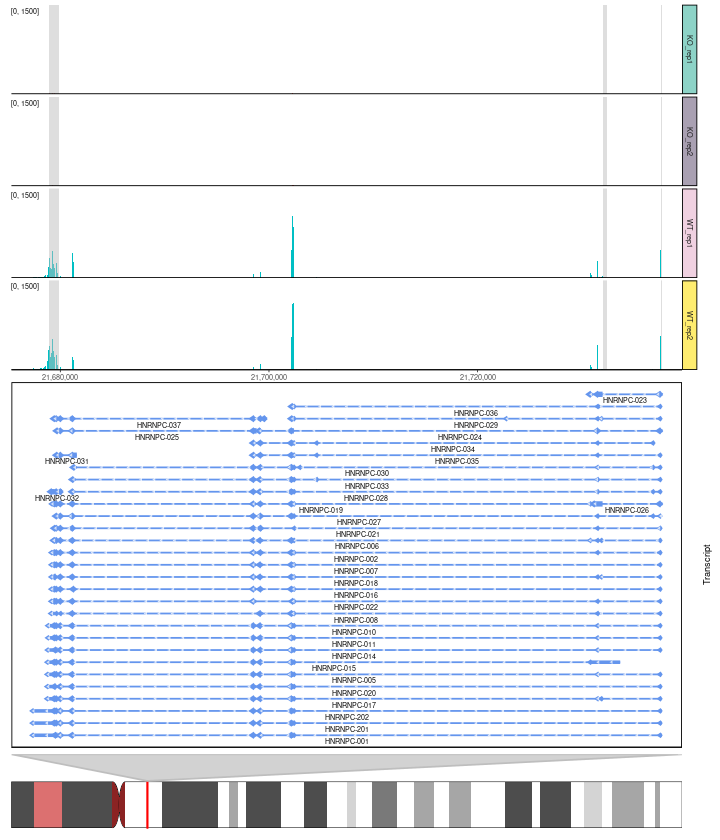 [0, 1500]
KO_rep1
[0, 1500]
KO_rep2
[0, 1500]
WT_rep1
[0, 1500]
WT_rep2
21,680,000 21,700,000 21,720,000
HNRNPC-023
HNRNPC-036
HNRNPC-037 HNRNPC-029
HNRNPC-025 HNRNPC-024
HNRNPC-034
HNRNPC-031 HNRNPC-035
HNRNPC-030
HNRNPC-033
HNRNPC-032 HNRNPC-028
HNRNPC-019 HNRNPC-026
HNRNPC-027
HNRNPC-021
HNRNPC-006
HNRNPC-002
HNRNPC-007
HNRNPC-018
HNRNPC-016
HNRNPC-022
HNRNPC-008
HNRNPC-010
HNRNPC-011
HNRNPC-014
HNRNPC-015
HNRNPC-005
HNRNPC-020
HNRNPC-017
HNRNPC-202
HNRNPC-201
HNRNPC-001
Transcript